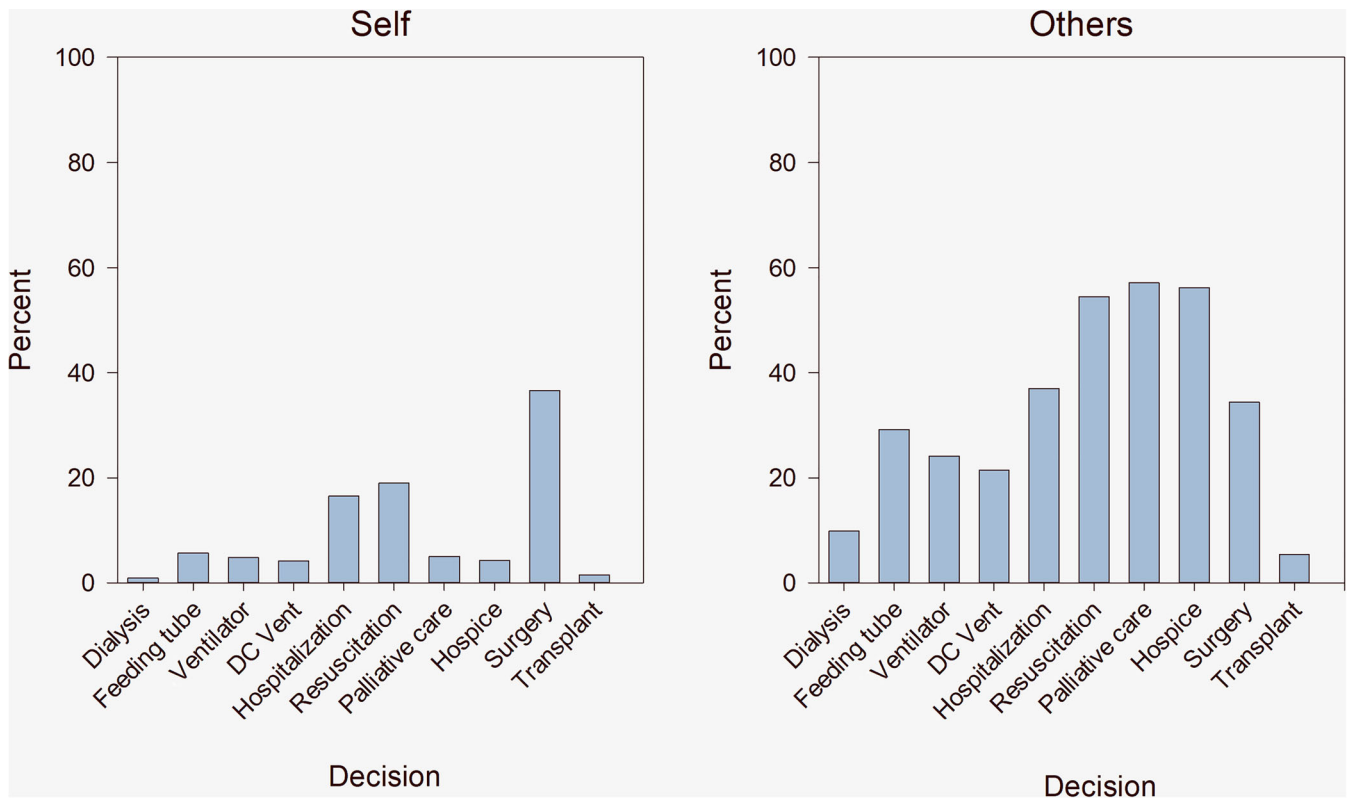 Self
100
80
60
40
20
0
Percent
Dialysis
Feeding tube
Ventilator
DC Vent
Hospitalization
Resuscitation
Palliative care
Hospice
Surgery
Transplant
Decision
Others
100
80
60
40
20
0
Percent
Dialysis
Feeding tube
Ventilator
DC Vent
Hospitalization
Resuscitation
Palliative care
Hospice
Surgery
Transplant
Decision